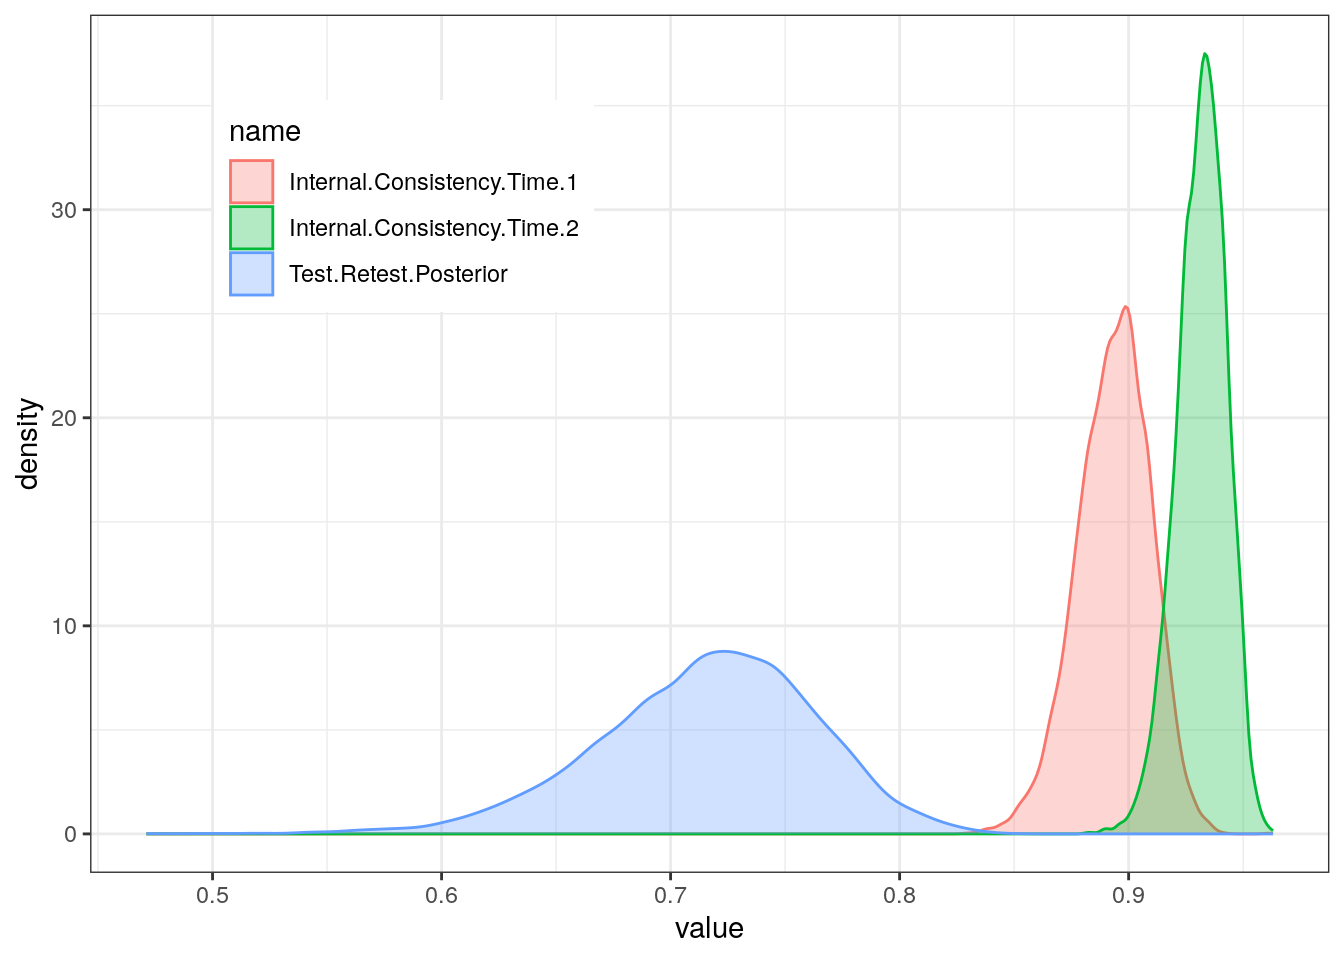 name
Internal.Consistency.Time.1
Internal.Consistency.Time.2
Test.Retest.Posterior
density
30
20
10
0
0.5 0.6 0.7 0.8 0.9
value